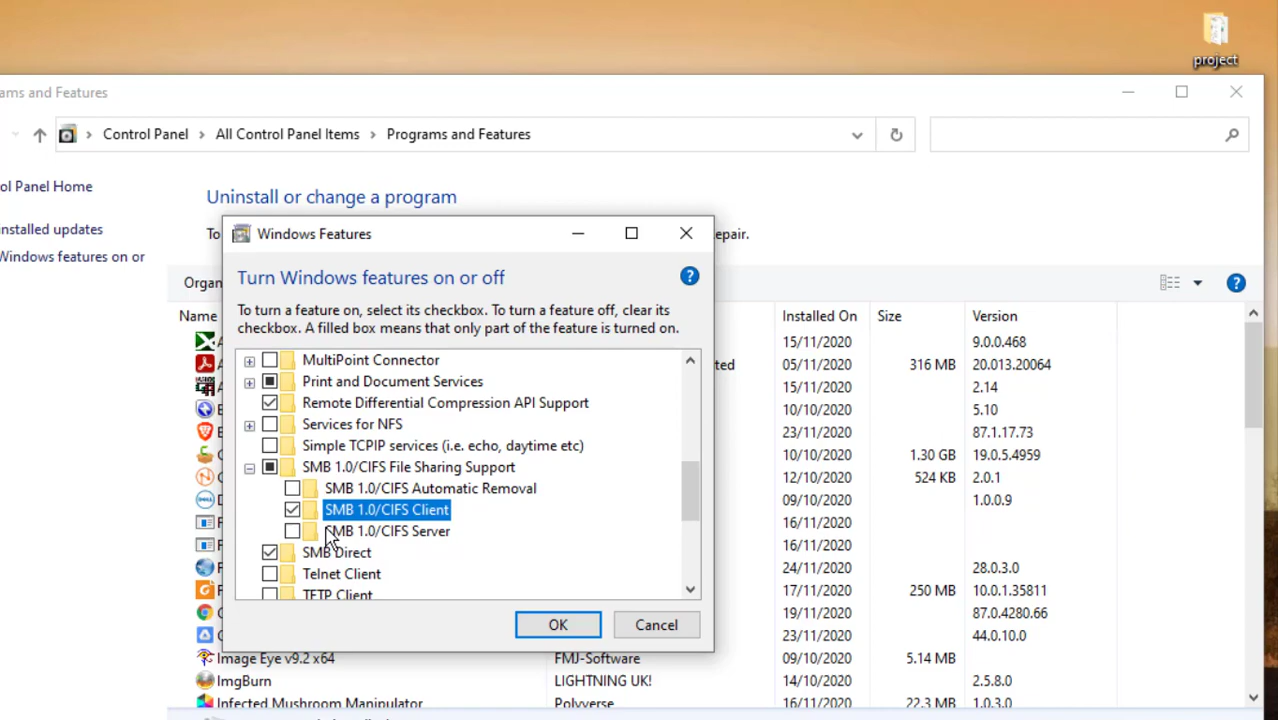 project
ams and Features
Control Panel > All Control Panel Items > Programs and Features
ol Panel Home
Uninstall or change a program
nstalled updates
To
epair.
Windows features on or
Windows Features
Turn Windows features on or off
To turn a feature on, select its checkbox. To turn a feature off, clear its
checkbox. A filled box means that only part of the feature is turned on.
MultiPoint Connector
Print and Document Services
Remote Differential Compression API Support
Services for NFS
Simple TCPIP services (i.e. echo, daytime etc)
SMB 1.0/CIFS File Sharing Support
SMB 1.0/CIFS Automatic Removal
SMB 1.0/CIFS Client
SMB 1.0/CIFS Server
SMB Direct
Telnet Client
TFTP Client
OK
Cancel
Organ
Name
Installed On
Size
Version
15/11/2020
9.0.0.468
ted
05/11/2020
316 MB
20.013.20064
15/11/2020
2.14
10/10/2020
5.10
23/11/2020
87.1.17.73
10/10/2020
1.30 GB
19.0.5.4959
12/10/2020
524 KB
2.0.1
09/10/2020
1.0.0.9
16/11/2020
16/11/2020
24/11/2020
28.0.3.0
17/11/2020
250 MB
10.0.1.35811
19/11/2020
87.0.4280.66
23/11/2020
44.0.10.0
Image Eye v9.2 x64
FMJ-Software
09/10/2020
5.14 MB
ImgBurn
LIGHTNING UK!
14/10/2020
2.5.8.0
Infected Mushroom Manipulator
Polyverse
16/11/2020
22.3 MB
1.0.3.0